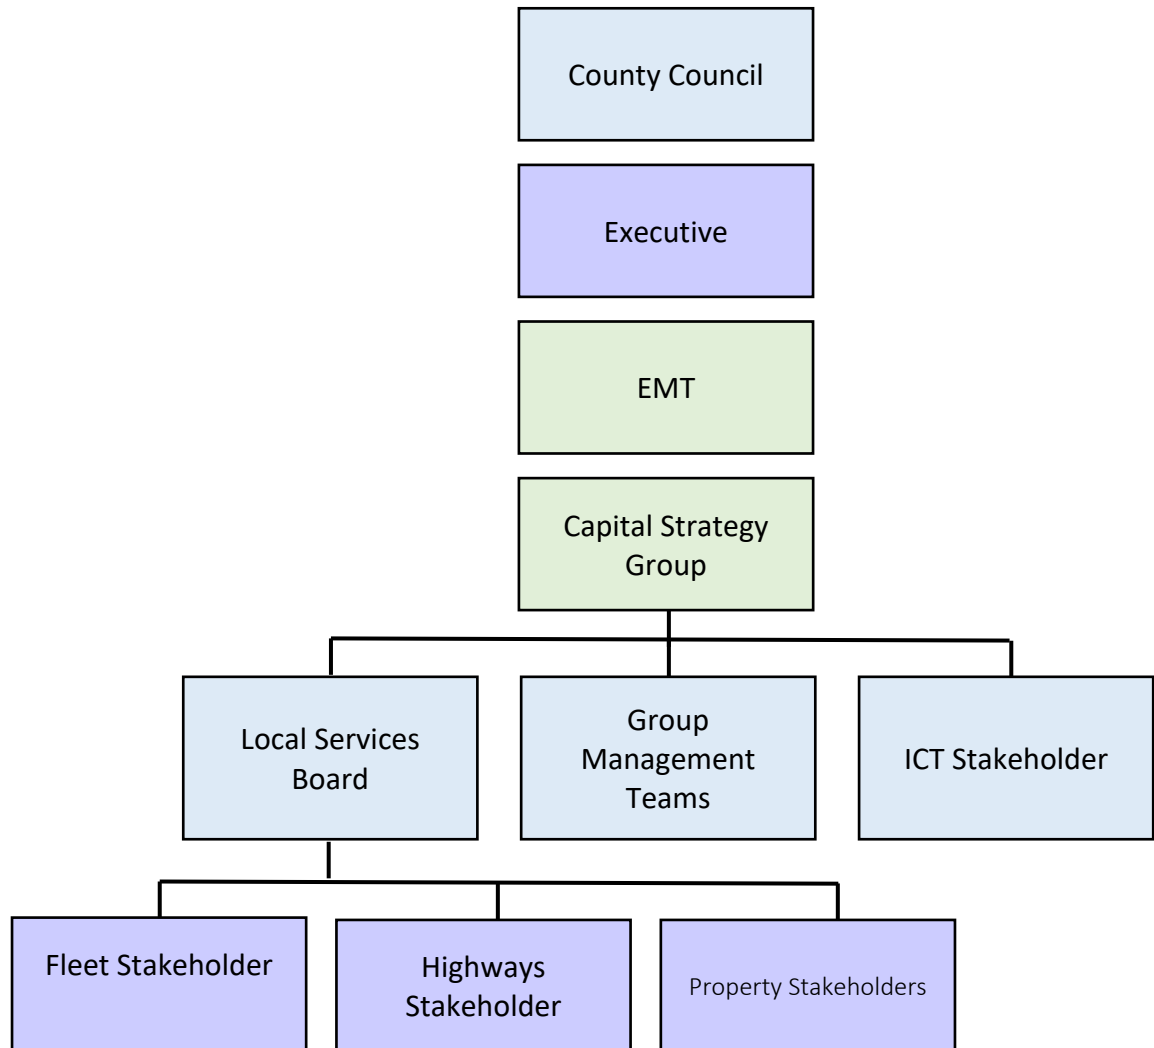 County Council
Executive
EMT
Capital Strategy
Group
Local Services
Board
Group
Management
Teams
ICT Stakeholder
Fleet Stakeholder
Highways
Stakeholder
Property Stakeholders